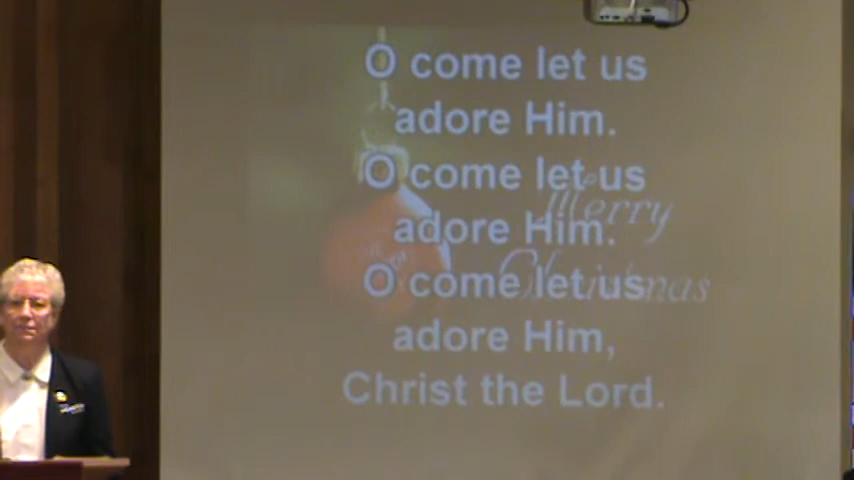 O come let us
adore Him.
O come let us
adore Him.
O come let us
adore Him,
Christ the Lord.
Merry
Christmas